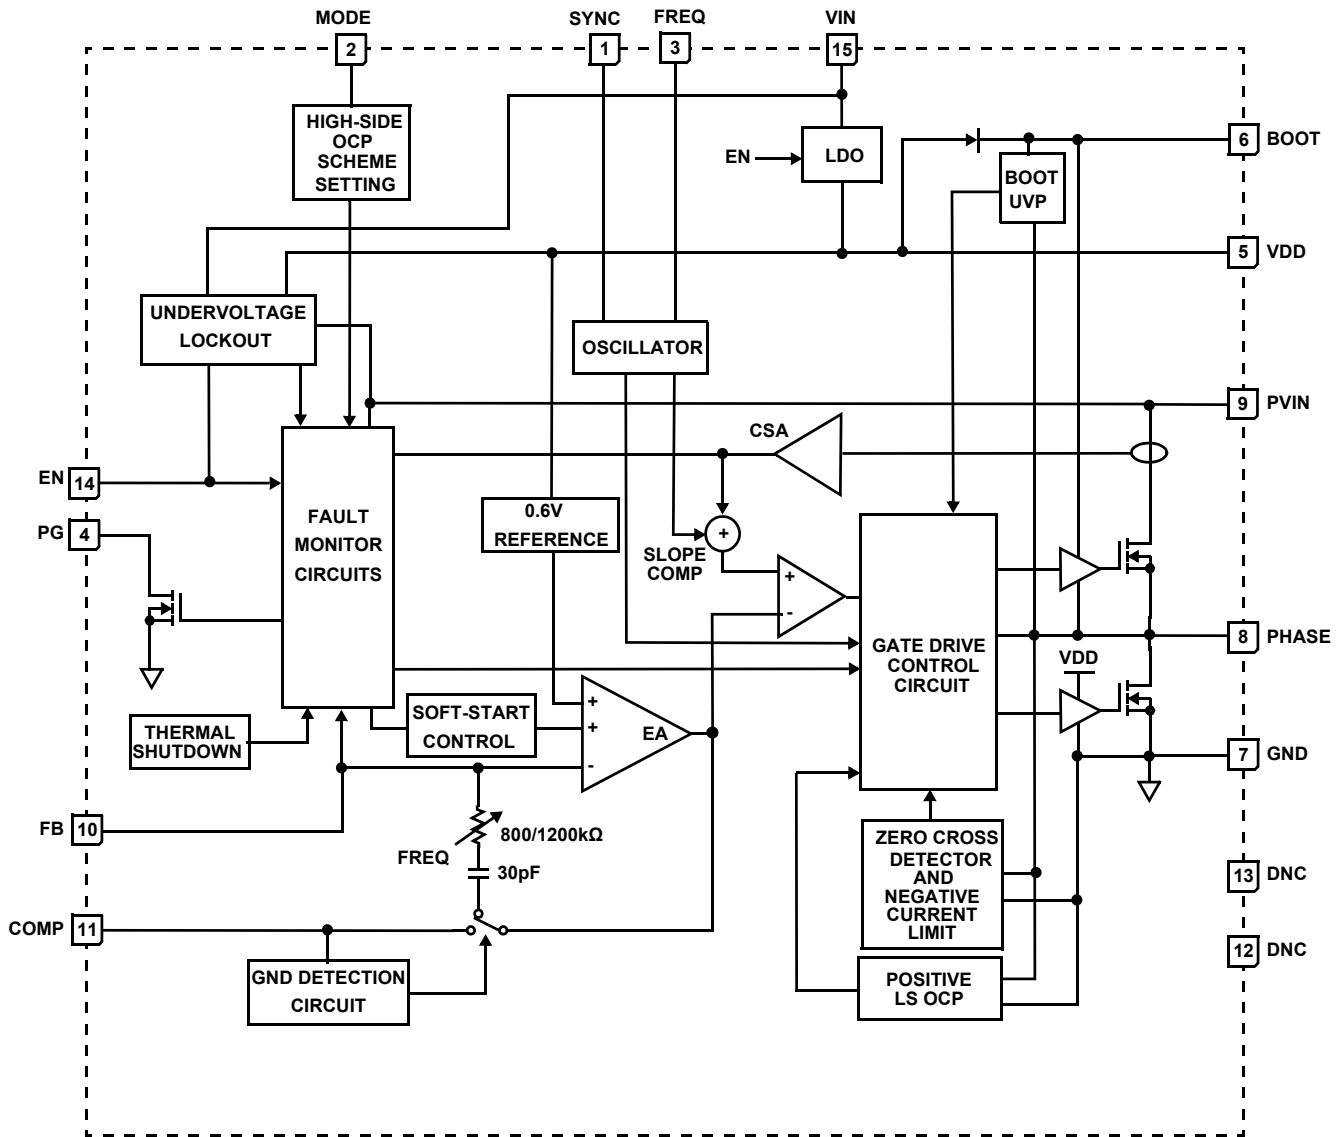 MODE
SYNC
FREQ
VIN
2
1
3
15
HIGH-SIDE
OCP
SCHEME
SETTING
EN
LDO
6
BOOT
BOOT
UVP
5
VDD
UNDERVOLTAGE
LOCKOUT
OSCILLATOR
9
PVIN
CSA
EN
14
PG
4
FAULT
MONITOR
CIRCUITS
0.6V
REFERENCE
+
SLOPE
COMP
+
-
GATE DRIVE
CONTROL
CIRCUIT
8
PHASE
VDD
THERMAL
SHUTDOWN
SOFT-START
CONTROL
+
+
-
EA
7
GND
FB
10
FREQ
800/1200kΩ
30pF
ZERO CROSS
DETECTOR
AND
NEGATIVE
CURRENT
LIMIT
13
DNC
COMP
11
12
DNC
GND DETECTION
CIRCUIT
POSITIVE
LS OCP